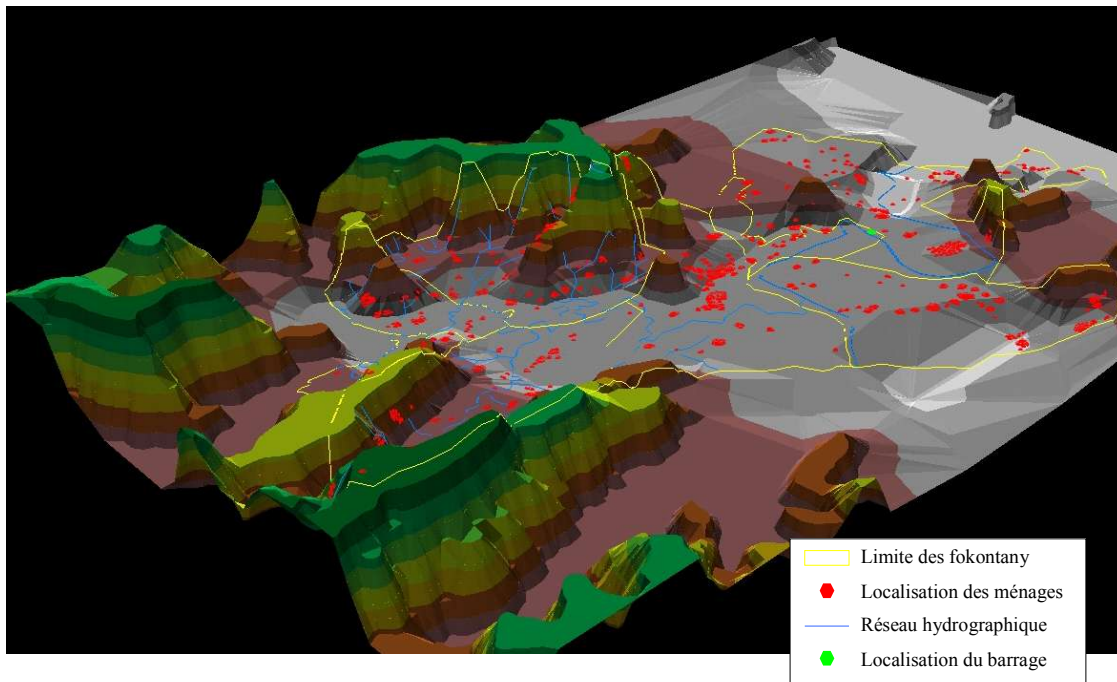 Limite des fokontany
Localisation des ménages
Réseau hydrographique
Localisation du barrage